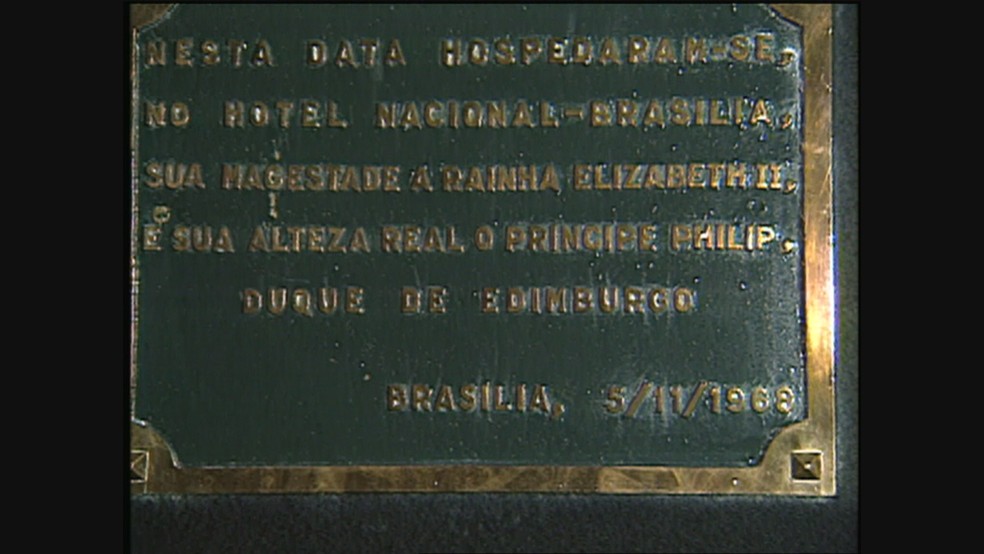 NESTA DATA HOSPEDARAM-SE,
NO HOTEL NACIONAL-BRASILIA,
SUA MAGESTADE A RAINHA ELIZABETH II,
E SUA ALTEZA REAL O PRINCIPE PHILIP,
DUQUE DE EDIMBURGO
BRASÍLIA, 5/11/1968